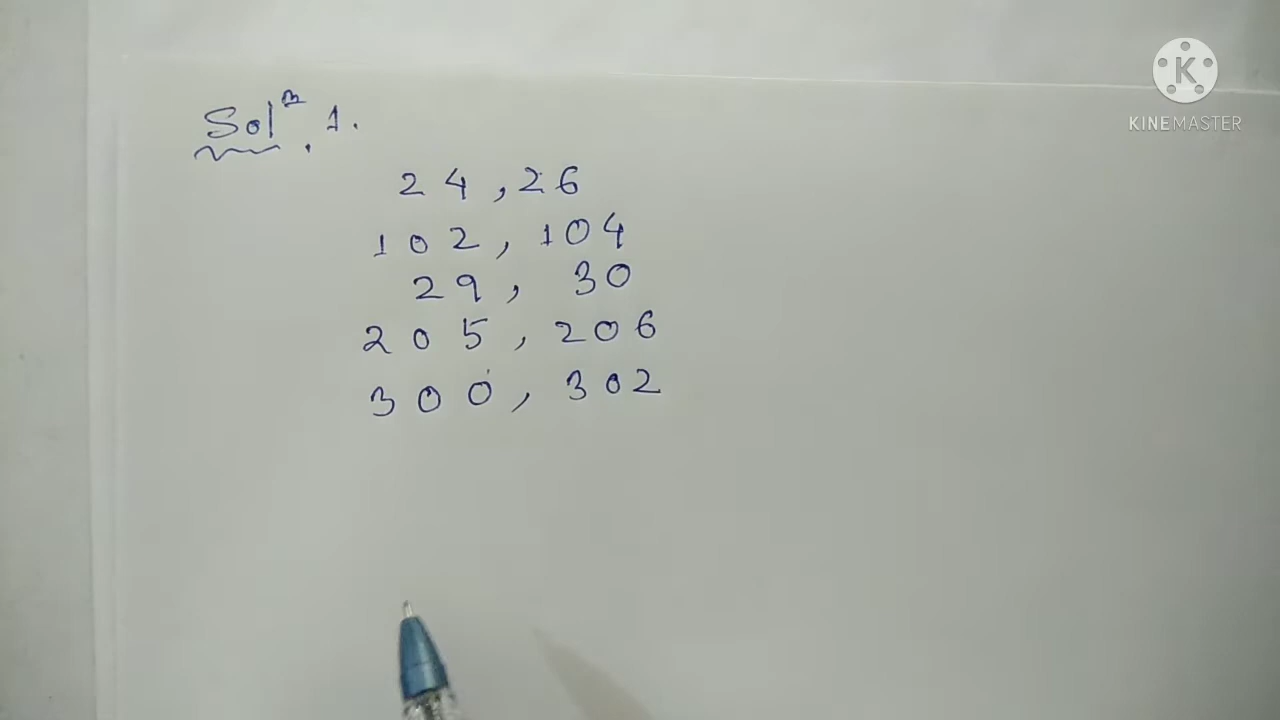 Solⁿ. 1.
24, 26
102, 104
29, 30
205, 206
300, 302
KINEMASTER